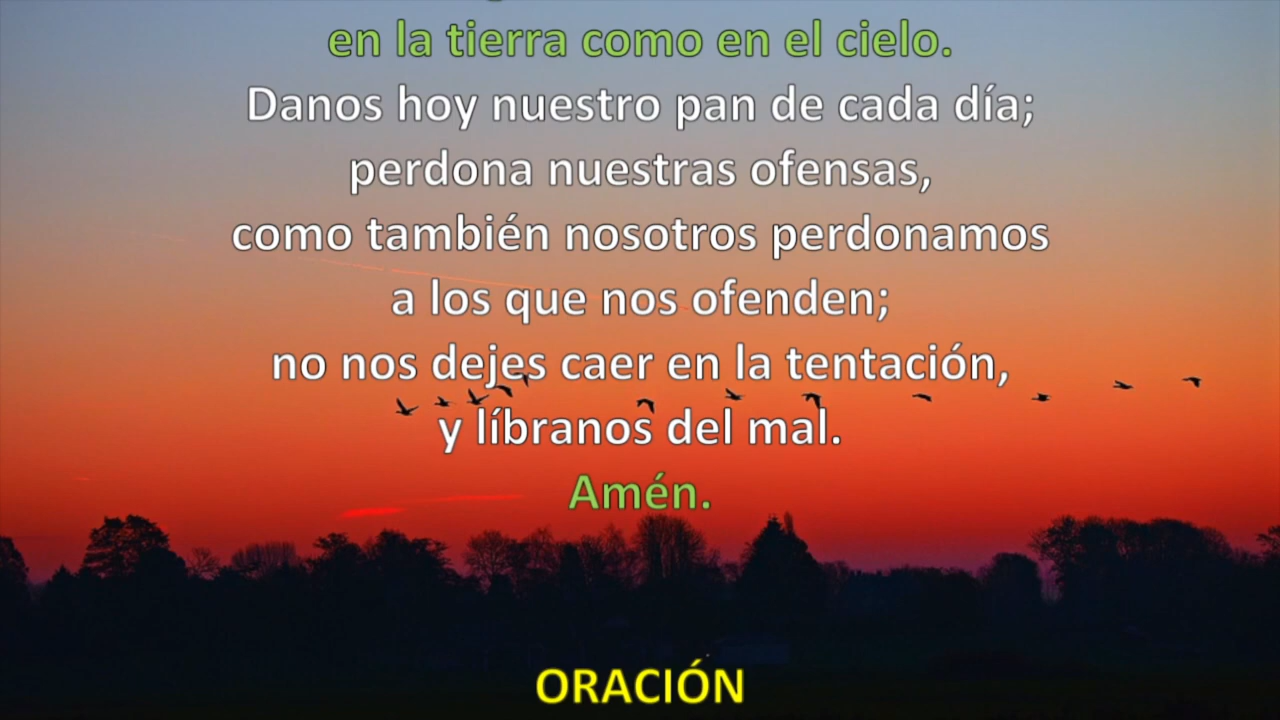 en la tierra como en el cielo.
Danos hoy nuestro pan de cada día;
perdona nuestras ofensas,
como también nosotros perdonamos
a los que nos ofenden;
no nos dejes caer en la tentación,
y líbranos del mal.
Amén.
ORACIÓN